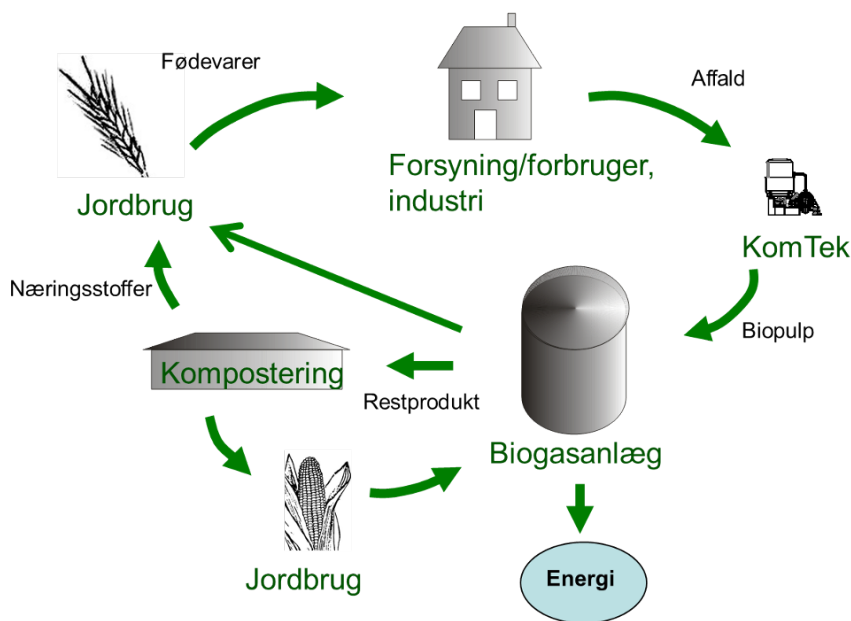 Fødevarer
Affald
Forsyning/forbruger,
industri
Jordbrug
KomTek
Næringsstoffer
Biopulp
Kompostering
Restprodukt
Biogasanlæg
Jordbrug
Energi